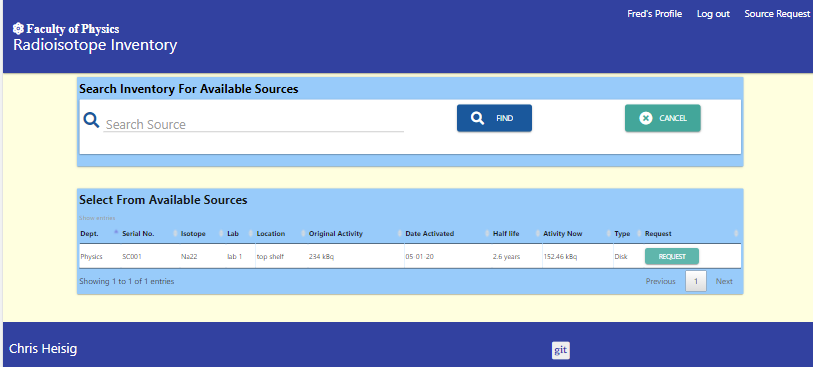 Fred's Profile Log out Source Request
Faculty of Physics
Radioisotope Inventory
Search Inventory For Available Sources
Search Source FIND CANCEL
Select From Available Sources
Show entries
Dept. Serial No. Isotope Lab Location Original Activity Date Activated Half life Ativity Now Type Request
Physics SC001 Na22 lab 1 top shelf 234 kBq 05-01-20 2.6 years 152.46 kBq Disk REQUEST
Showing 1 to 1 of 1 entries Previous 1 Next
Chris Heisig git